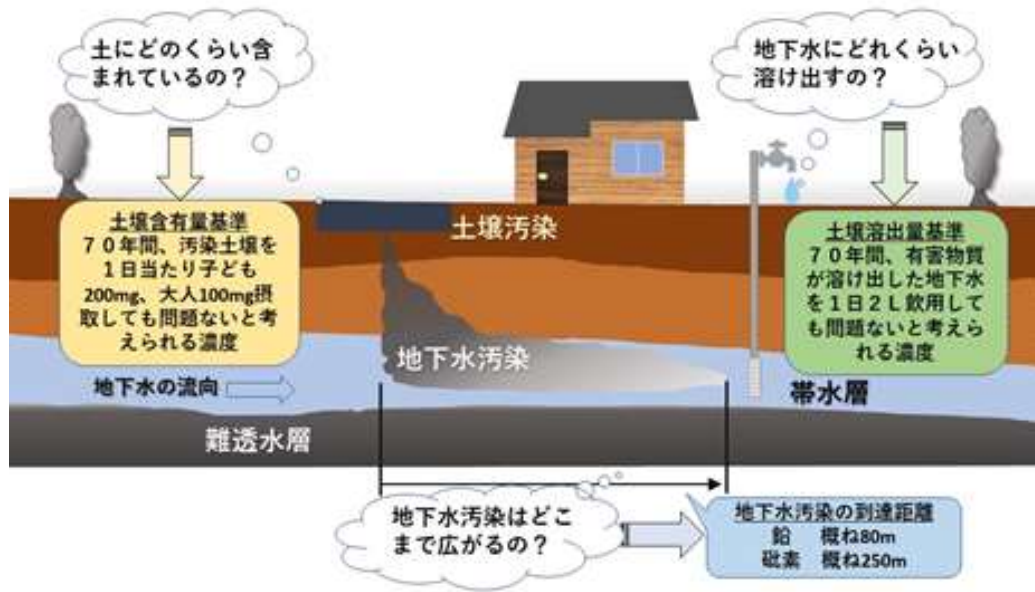 土にどのくらい含
まれているの？
地下水にどれくらい
溶け出すの？
土壌含有量基準
７０年間、汚染土壌を
１日当たり子ども
200mg、大人100mg摂
取しても問題ないと考
えられる濃度
土壌汚染
土壌溶出量基準
７０年間、有害物質
が溶け出した地下水
を１日２Ｌ飲用して
も問題ないと考えら
れる濃度
地下水汚染
地下水の流向
帯水層
難透水層
地下水汚染はどこ
まで広がるの？
地下水汚染の到達距離
鉛　概ね80m
砒素　概ね250m